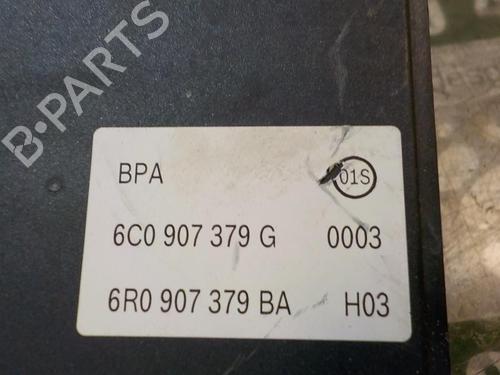 B-PARTS
BPA 01S
6C0 907 379 G 0003
6R0 907 379 BA H03